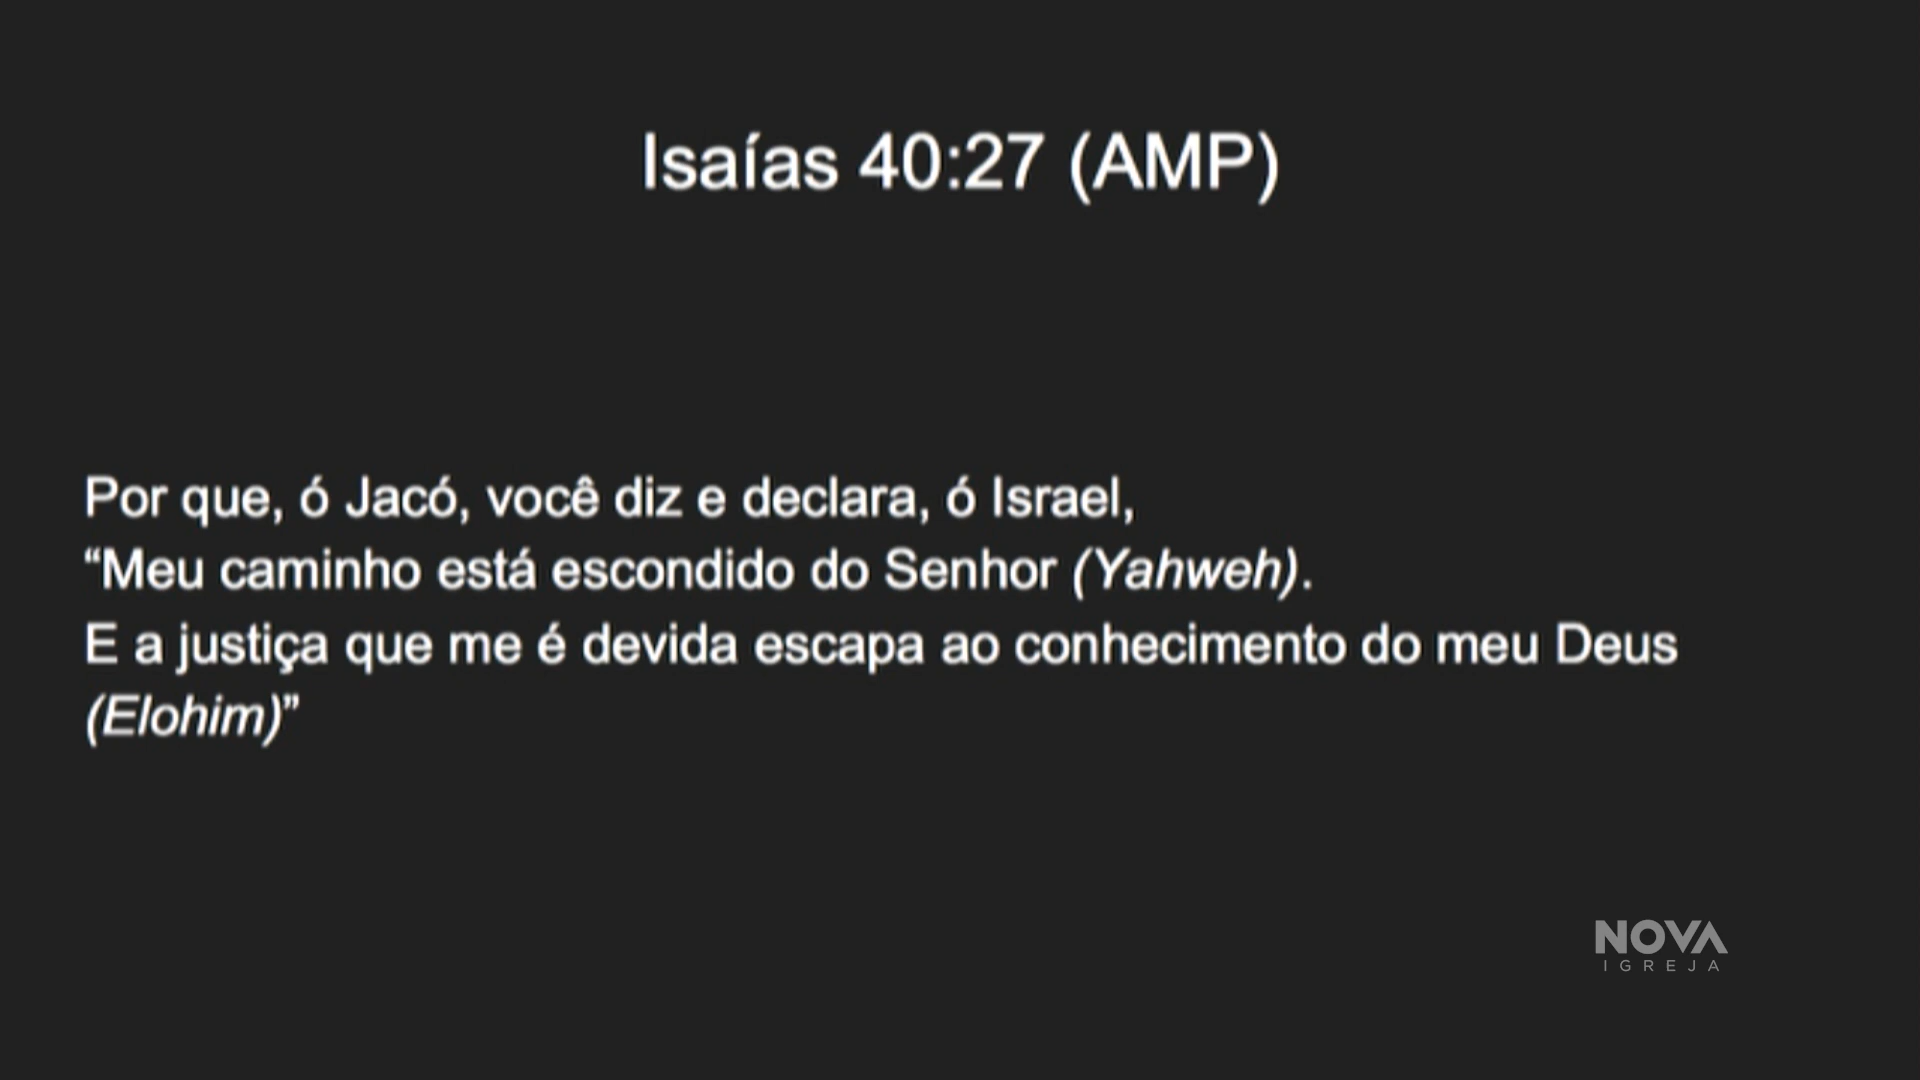 Isaías 40:27 (AMP)
Por que, ó Jacó, você diz e declara, ó Israel,
“Meu caminho está escondido do Senhor (Yahweh).
E a justiça que me é devida escapa ao conhecimento do meu Deus
(Elohim)”
NOVA
IGREJA